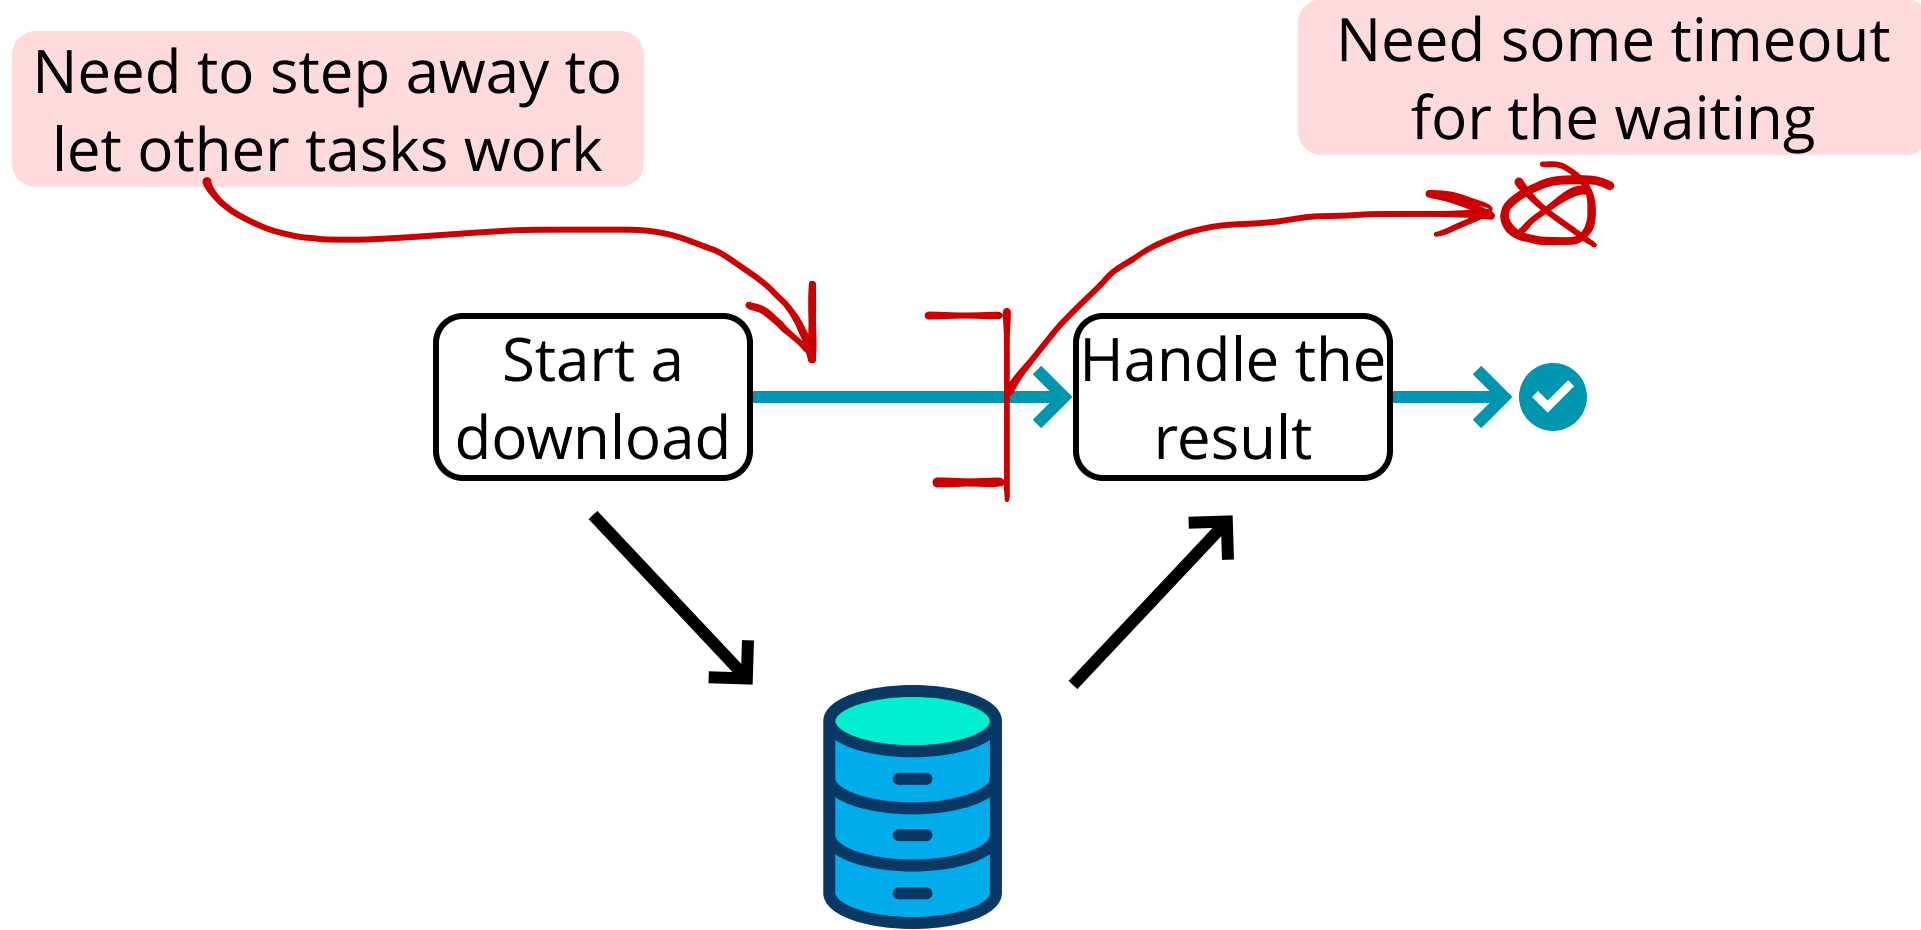 Need to step away to
let other tasks work
Need some timeout
for the waiting
Start a
download
Handle the
result